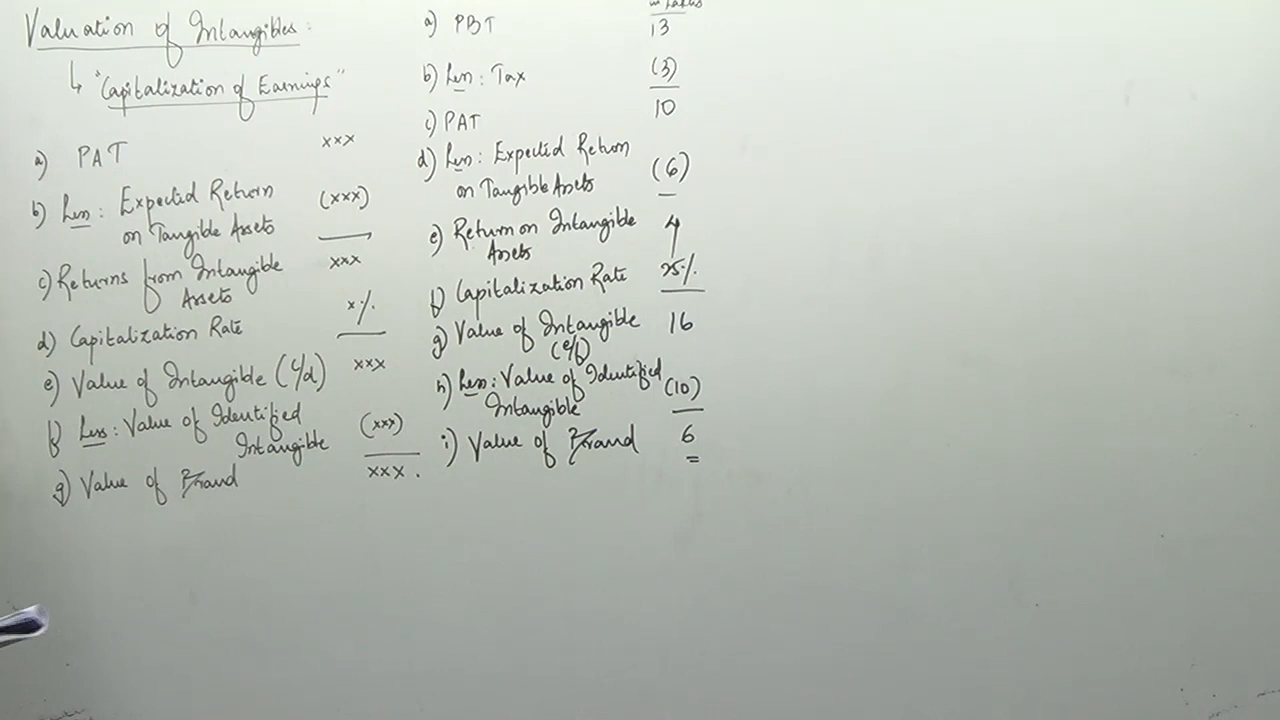 Valuation of Intangibles:
↳ "Capitalization of Earnings"
a) PAT xxx
b) Less: Expected Return (xxx)
on Tangible Assets
c) Returns from Intangible xxx
Assets
d) Capitalization Rate x%
e) Value of Intangible (c/d) xxx
f) Less: Value of Identified (xxx)
Intangible
g) Value of Brand xxx.
in Lakhs
a) PBT 13
b) Less: Tax (3)
c) PAT 10
d) Less: Expected Return (6)
on Tangible Assets
e) Return on Intangible 4
Assets
f) Capitalization Rate 25%
g) Value of Intangible 16
(e/f)
h) Less: Value of Identified (10)
Intangible
i) Value of Brand 6